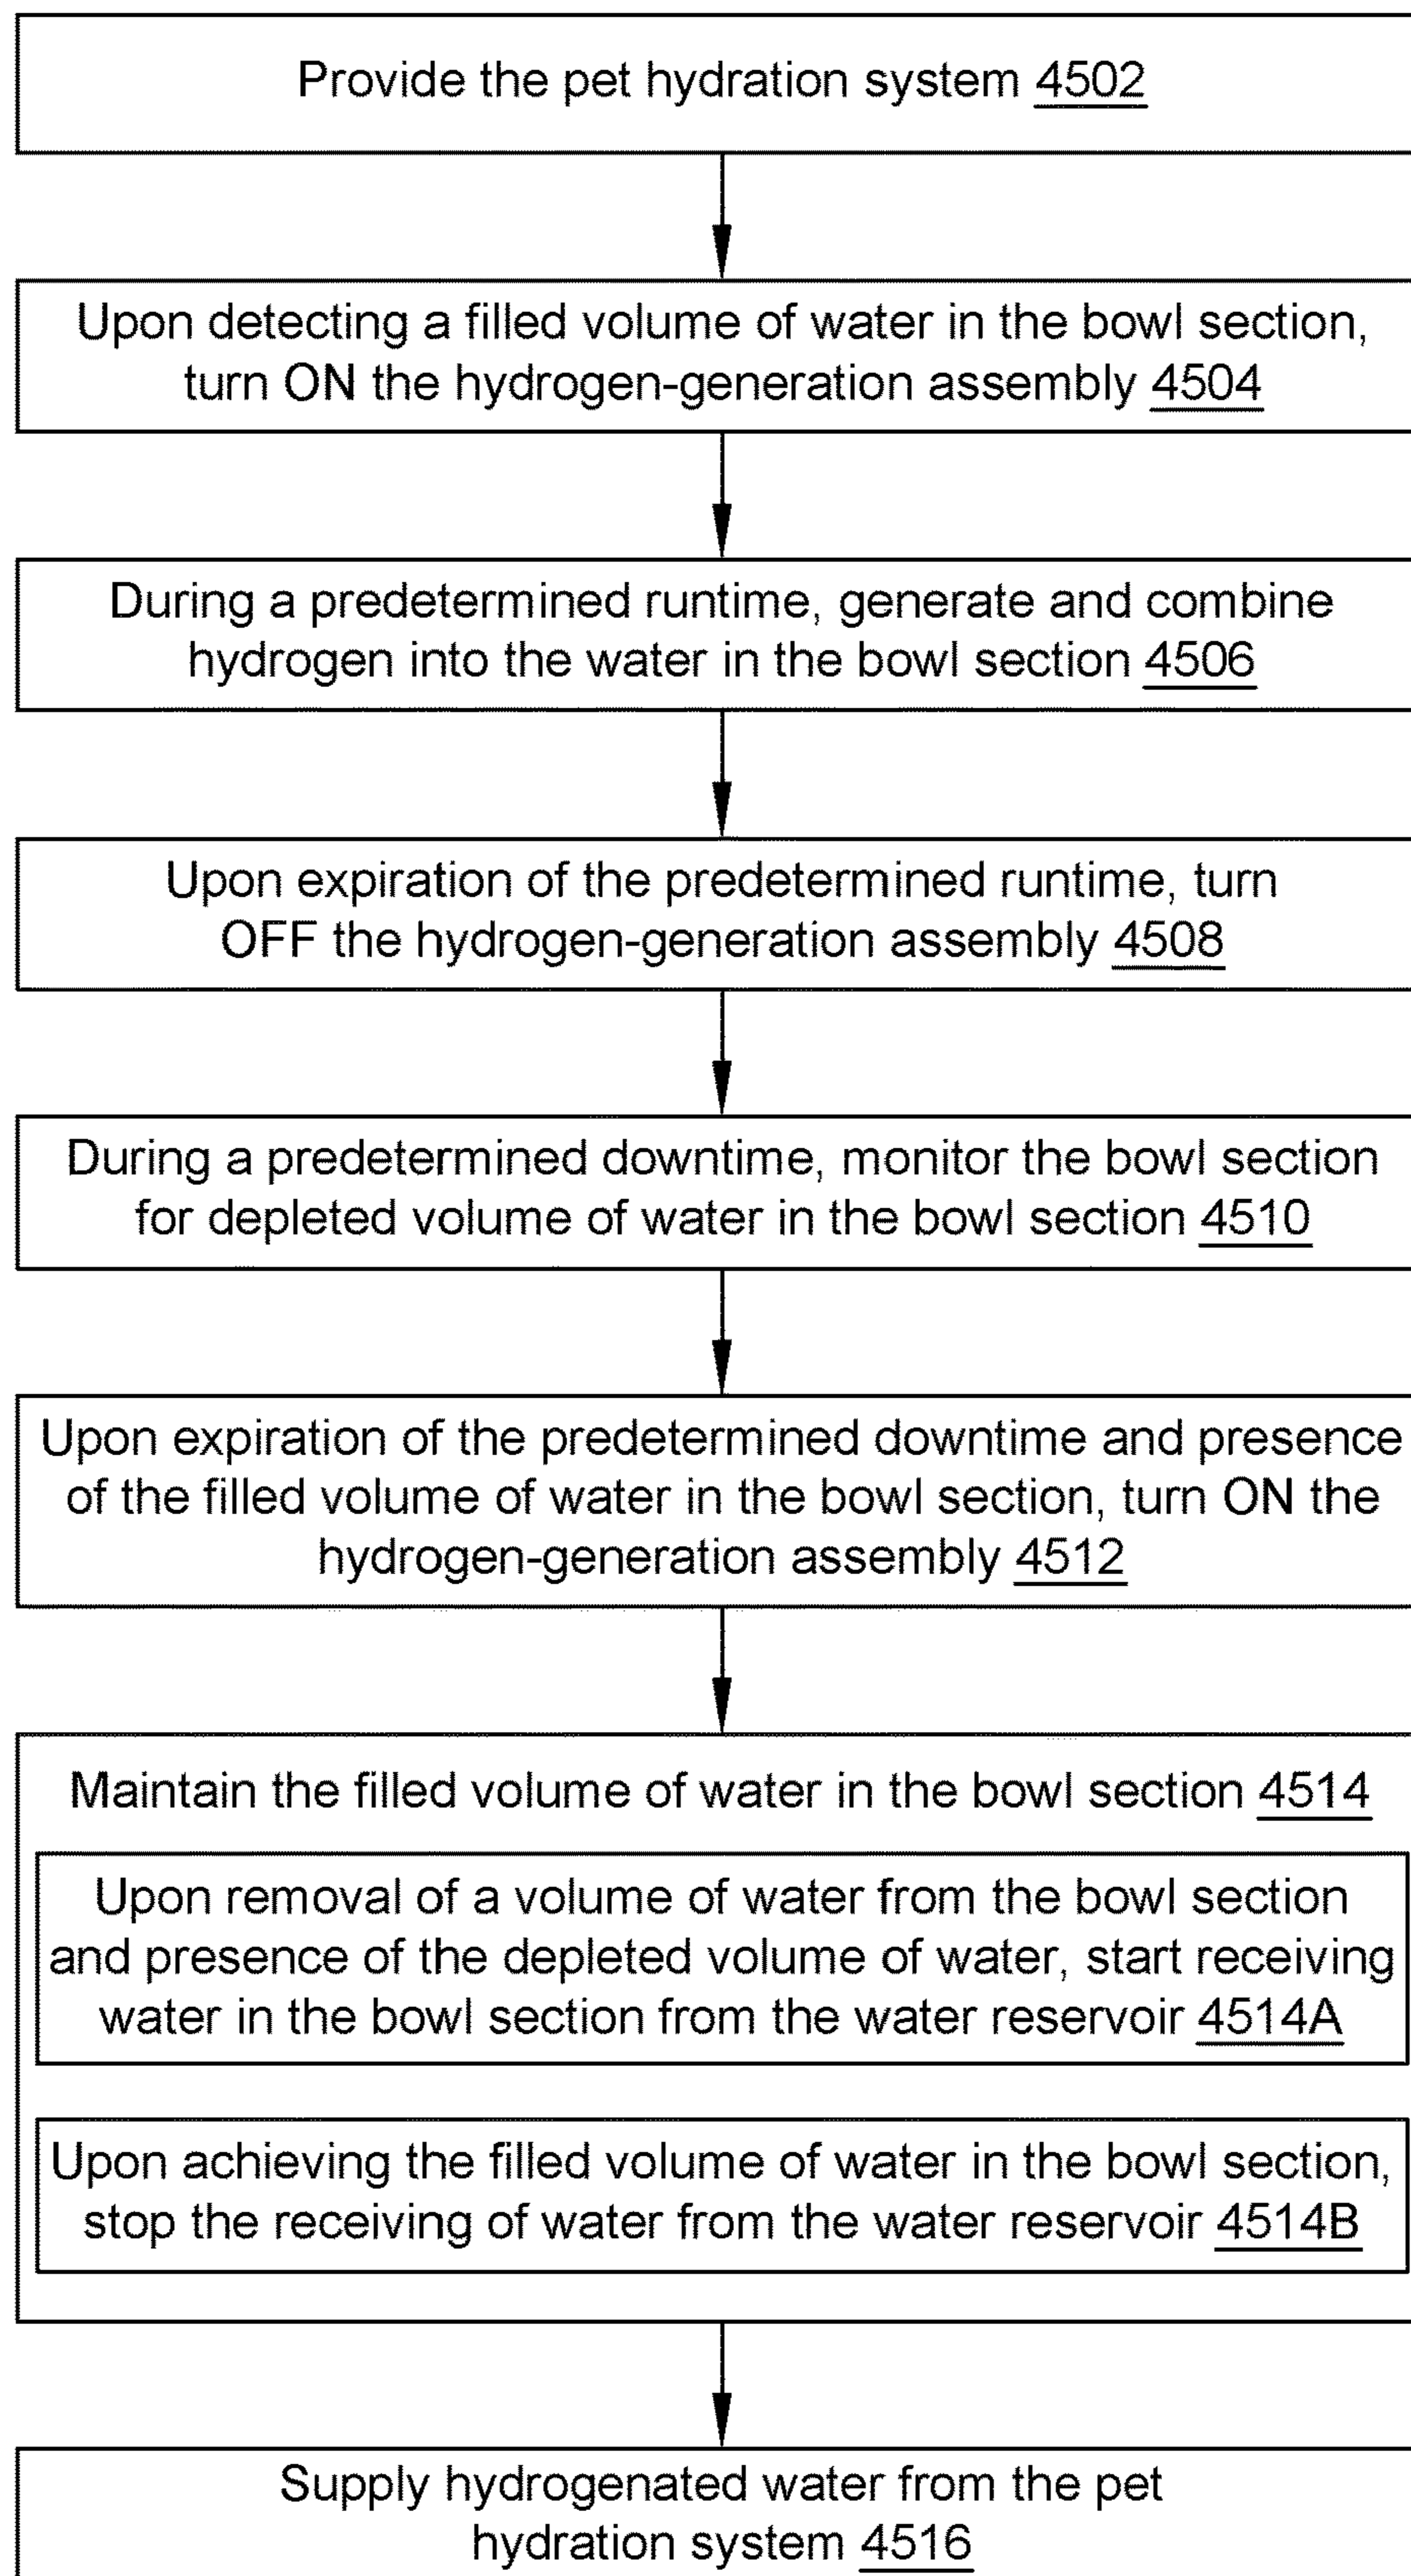 Provide the pet hydration system 4502
Upon detecting a filled volume of water in the bowl section,
turn ON the hydrogen-generation assembly 4504
During a predetermined runtime, generate and combine
hydrogen into the water in the bowl section 4506
Upon expiration of the predetermined runtime, turn
OFF the hydrogen-generation assembly 4508
During a predetermined downtime, monitor the bowl section
for depleted volume of water in the bowl section 4510
Upon expiration of the predetermined downtime and presence
of the filled volume of water in the bowl section, turn ON the
hydrogen-generation assembly 4512
Maintain the filled volume of water in the bowl section 4514
Upon removal of a volume of water from the bowl section
and presence of the depleted volume of water, start receiving
water in the bowl section from the water reservoir 4514A
Upon achieving the filled volume of water in the bowl section,
stop the receiving of water from the water reservoir 4514B
Supply hydrogenated water from the pet
hydration system 4516